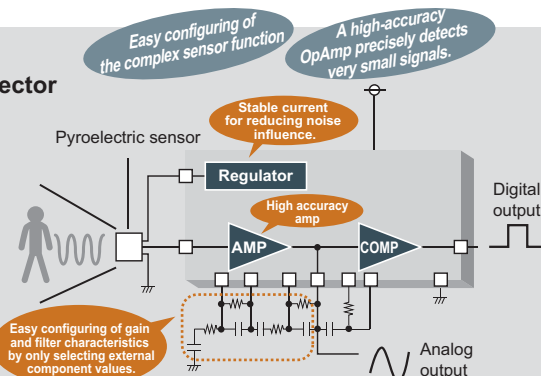 Easy configuring of
the complex sensor function
A high-accuracy
OpAmp precisely detects
very small signals.
ector
Stable current
for reducing noise
influence.
Pyroelectric sensor
Regulator
High accuracy
amp
Digital
output
AMP
COMP
Easy configuring of gain
and filter characteristics
by only selecting external
component values.
Analog
output